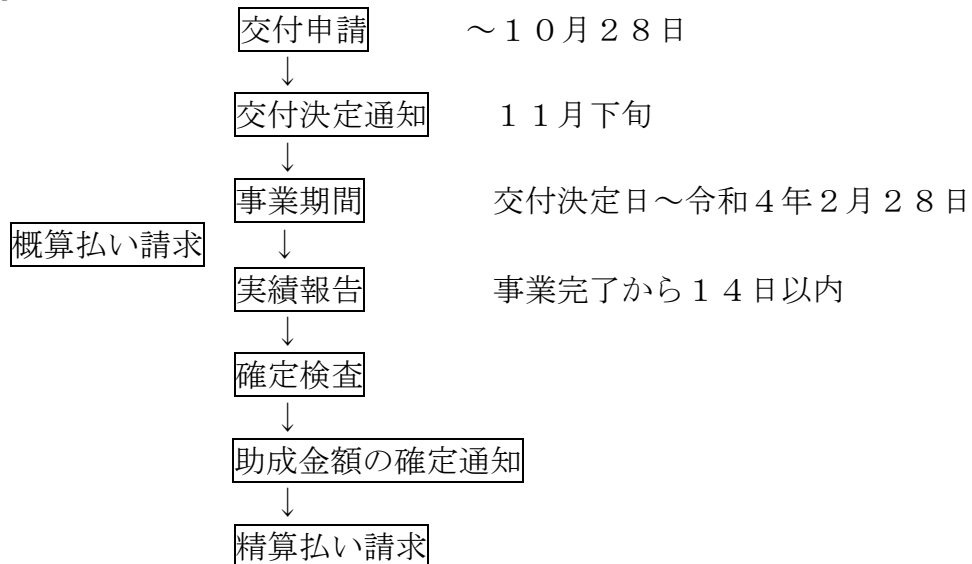 交付申請 ～１０月２８日
↓
交付決定通知 １１月下旬
↓
事業期間 交付決定日～令和４年２月２８日
概算払い請求 ↓
実績報告 事業完了から１４日以内
↓
確定検査
↓
助成金額の確定通知
↓
精算払い請求